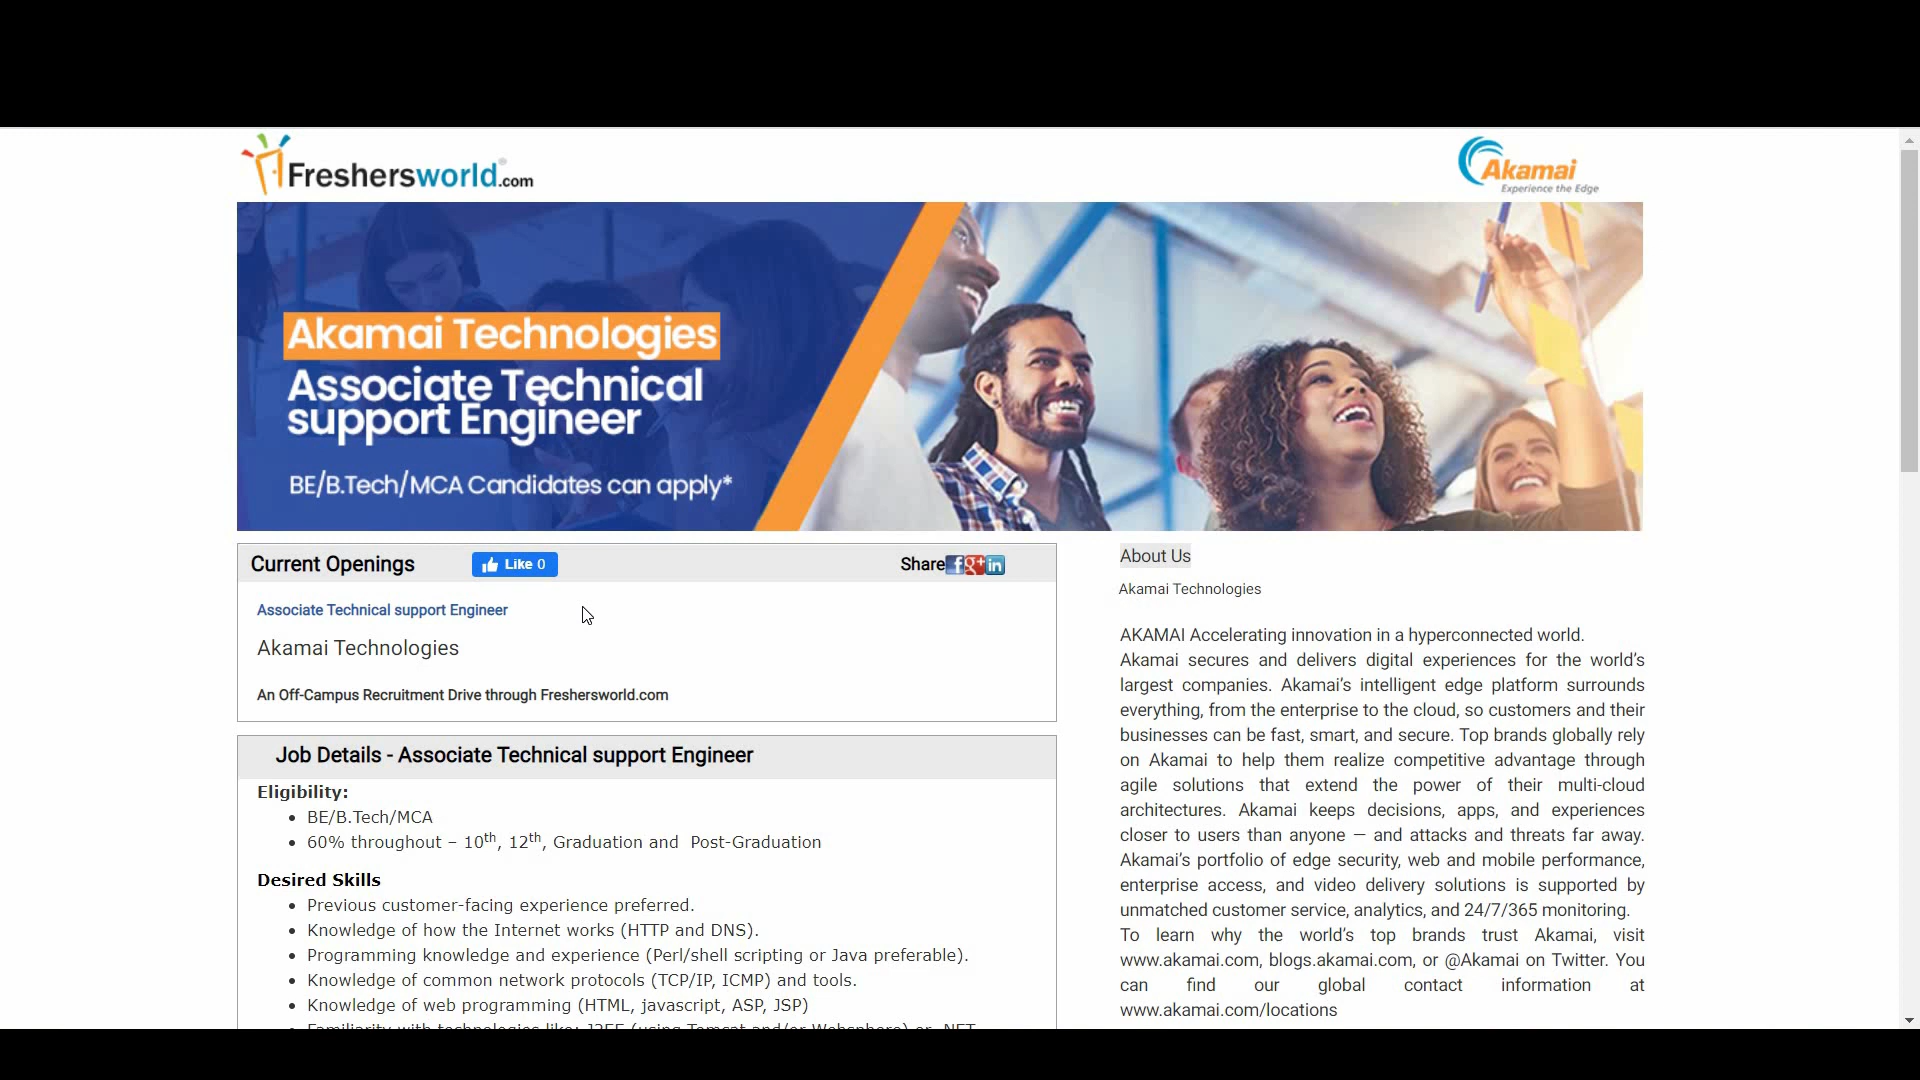 Freshersworld.com
Akamai
Experience the Edge
Akamai Technologies
Associate Technical
support Engineer
BE/B.Tech/MCA Candidates can apply*
Current Openings
Like 0
Share
Associate Technical support Engineer
Akamai Technologies
An Off-Campus Recruitment Drive through Freshersworld.com
Job Details - Associate Technical support Engineer
Eligibility:
• BE/B.Tech/MCA
• 60% throughout – 10th, 12th, Graduation and Post-Graduation
Desired Skills
• Previous customer-facing experience preferred.
• Knowledge of how the Internet works (HTTP and DNS).
• Programming knowledge and experience (Perl/shell scripting or Java preferable).
• Knowledge of common network protocols (TCP/IP, ICMP) and tools.
• Knowledge of web programming (HTML, javascript, ASP, JSP)
• Familiarity with technologies like: J2EE (using Tomcat and/or Websphere) or .NET
About Us
Akamai Technologies
AKAMAI Accelerating innovation in a hyperconnected world.
Akamai secures and delivers digital experiences for the world’s
largest companies. Akamai’s intelligent edge platform surrounds
everything, from the enterprise to the cloud, so customers and their
businesses can be fast, smart, and secure. Top brands globally rely
on Akamai to help them realize competitive advantage through
agile solutions that extend the power of their multi-cloud
architectures. Akamai keeps decisions, apps, and experiences
closer to users than anyone — and attacks and threats far away.
Akamai’s portfolio of edge security, web and mobile performance,
enterprise access, and video delivery solutions is supported by
unmatched customer service, analytics, and 24/7/365 monitoring.
To learn why the world’s top brands trust Akamai, visit
www.akamai.com, blogs.akamai.com, or @Akamai on Twitter. You
can find our global contact information at
www.akamai.com/locations